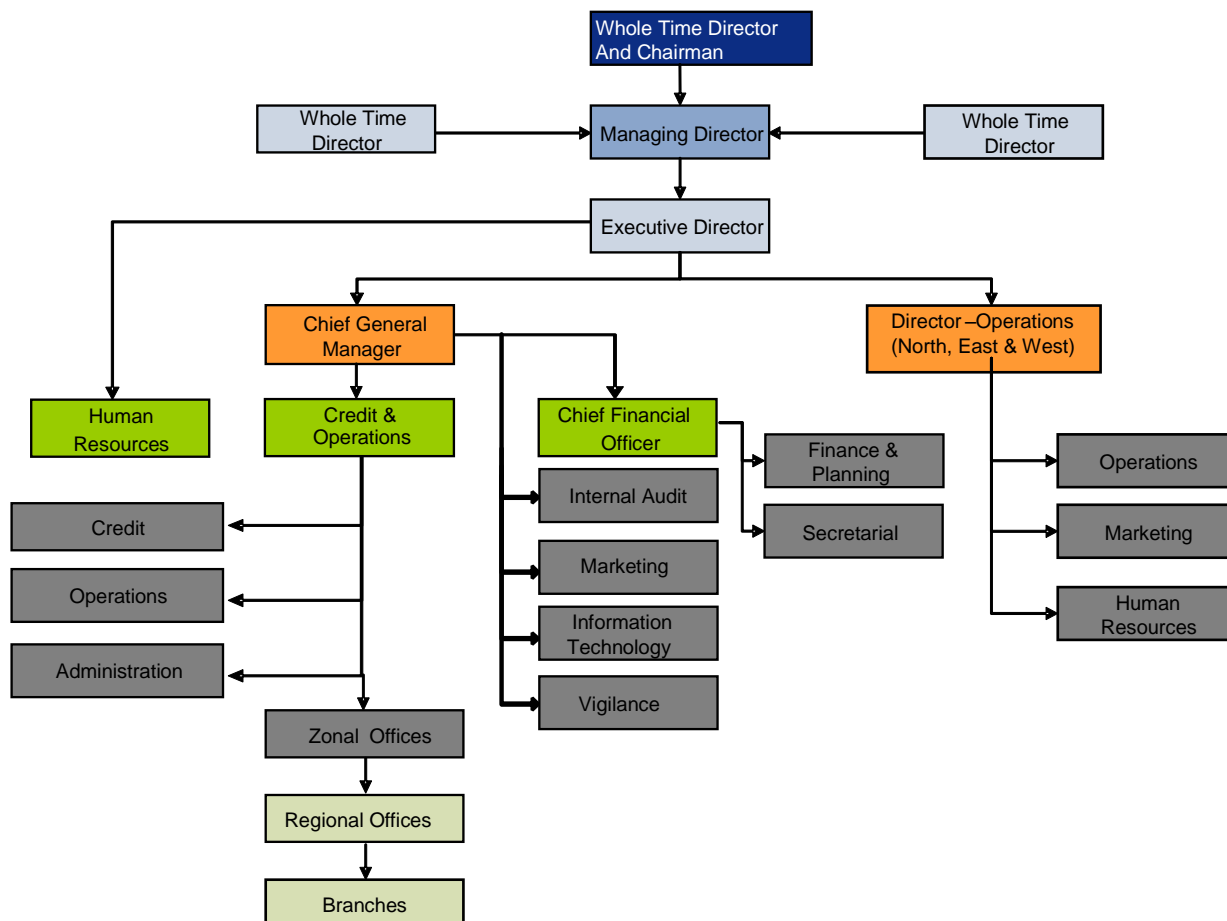 Whole Time Director
And Chairman
Whole Time
Director
Managing Director
Whole Time
Director
Executive Director
Chief General
Manager
Director –Operations
(North, East & West)
Human
Resources
Credit &
Operations
Chief Financial
Officer
Finance &
Planning
Operations
Internal Audit
Credit
Secretarial
Marketing
Marketing
Operations
Human
Resources
Information
Technology
Administration
Vigilance
Zonal Offices
Regional Offices
Branches